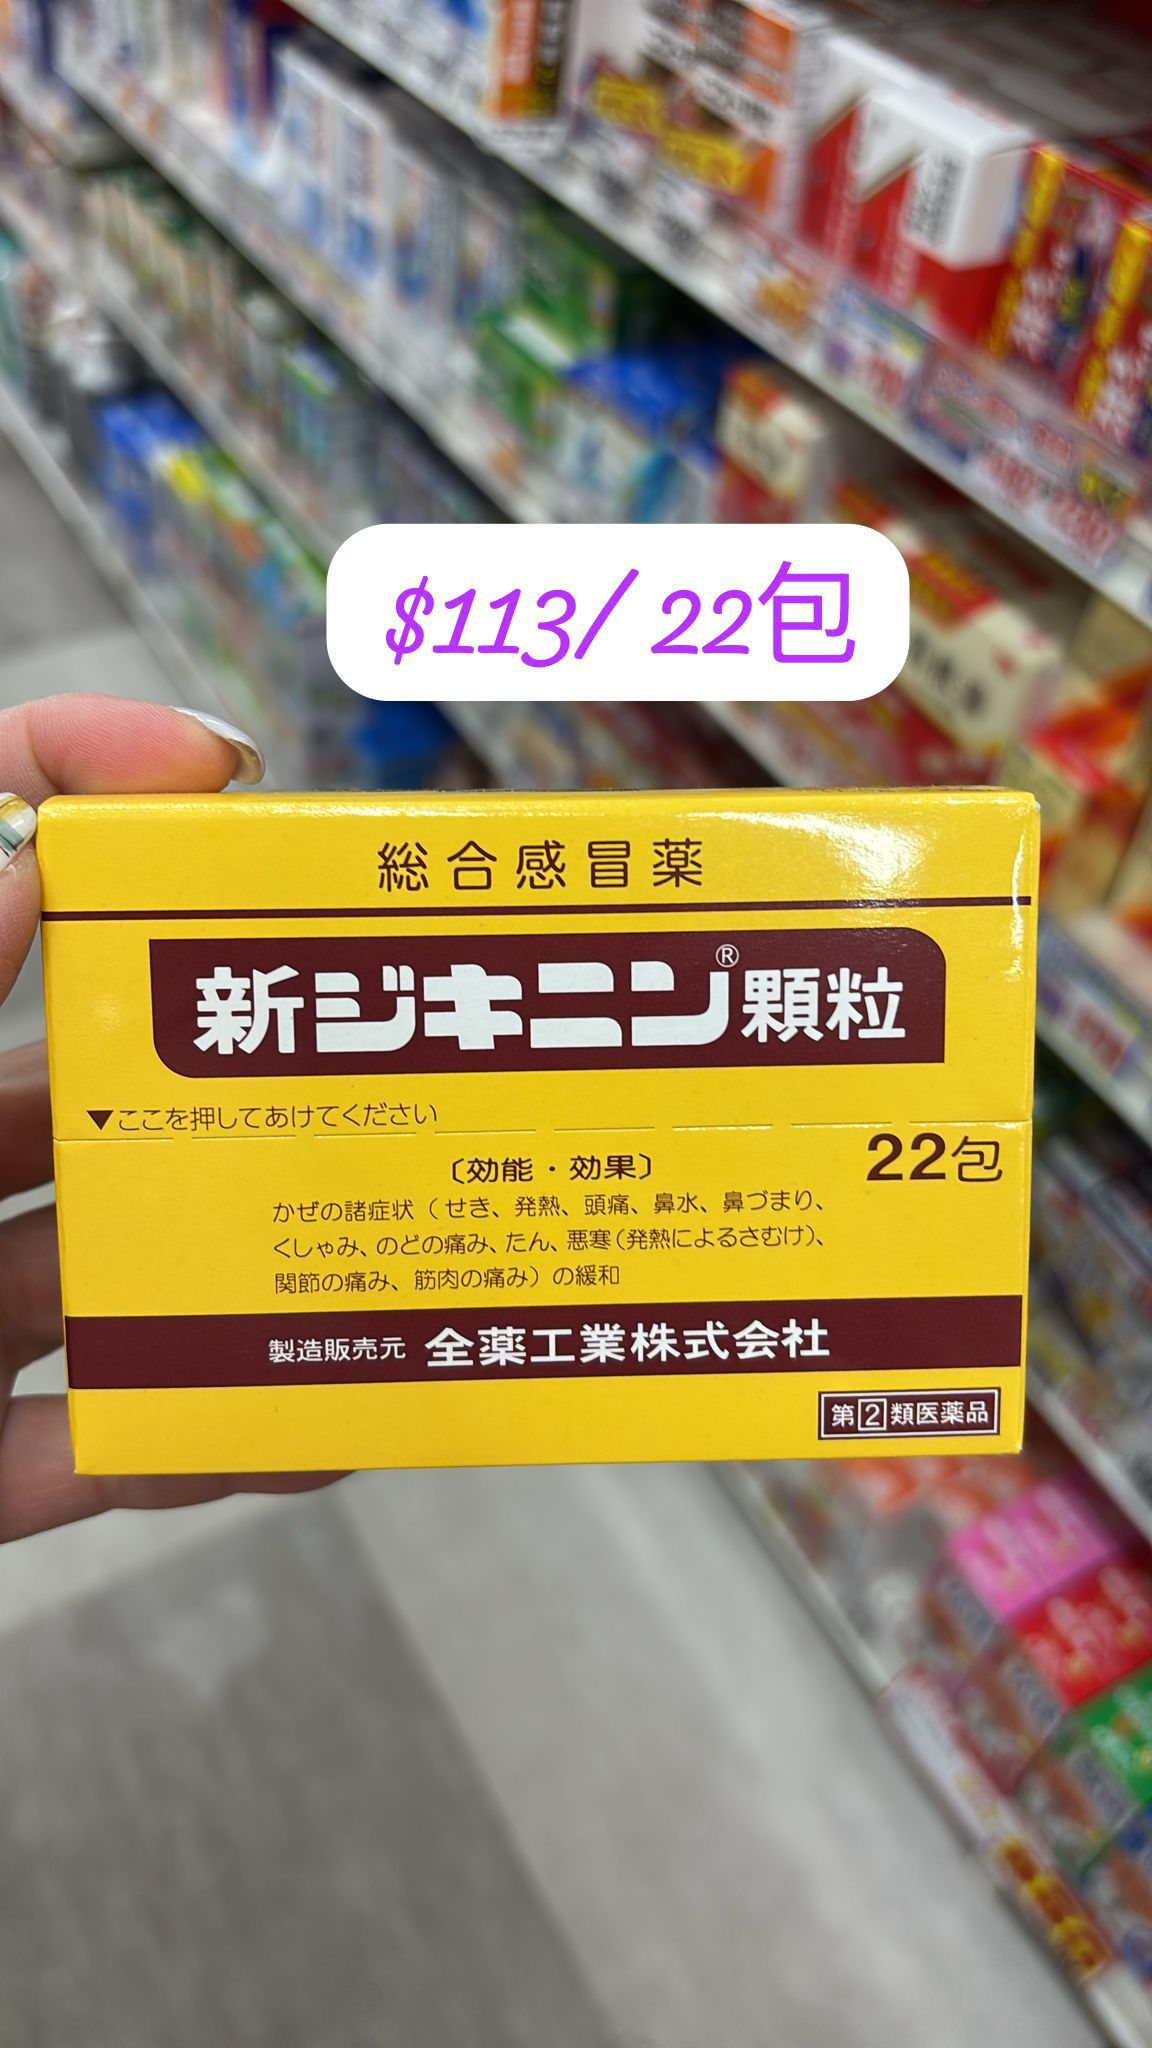 $113/ 22包
総合感冒薬
新ジキニン®顆粒
▼ここを押してあけてください
22包
〔効能・効果〕
かぜの諸症状（せき、発熱、頭痛、鼻水、鼻づまり、
くしゃみ、のどの痛み、たん、悪寒(発熱によるさむけ)、
関節の痛み、筋肉の痛み）の緩和
製造販売元 全薬工業株式会社
第2類医薬品